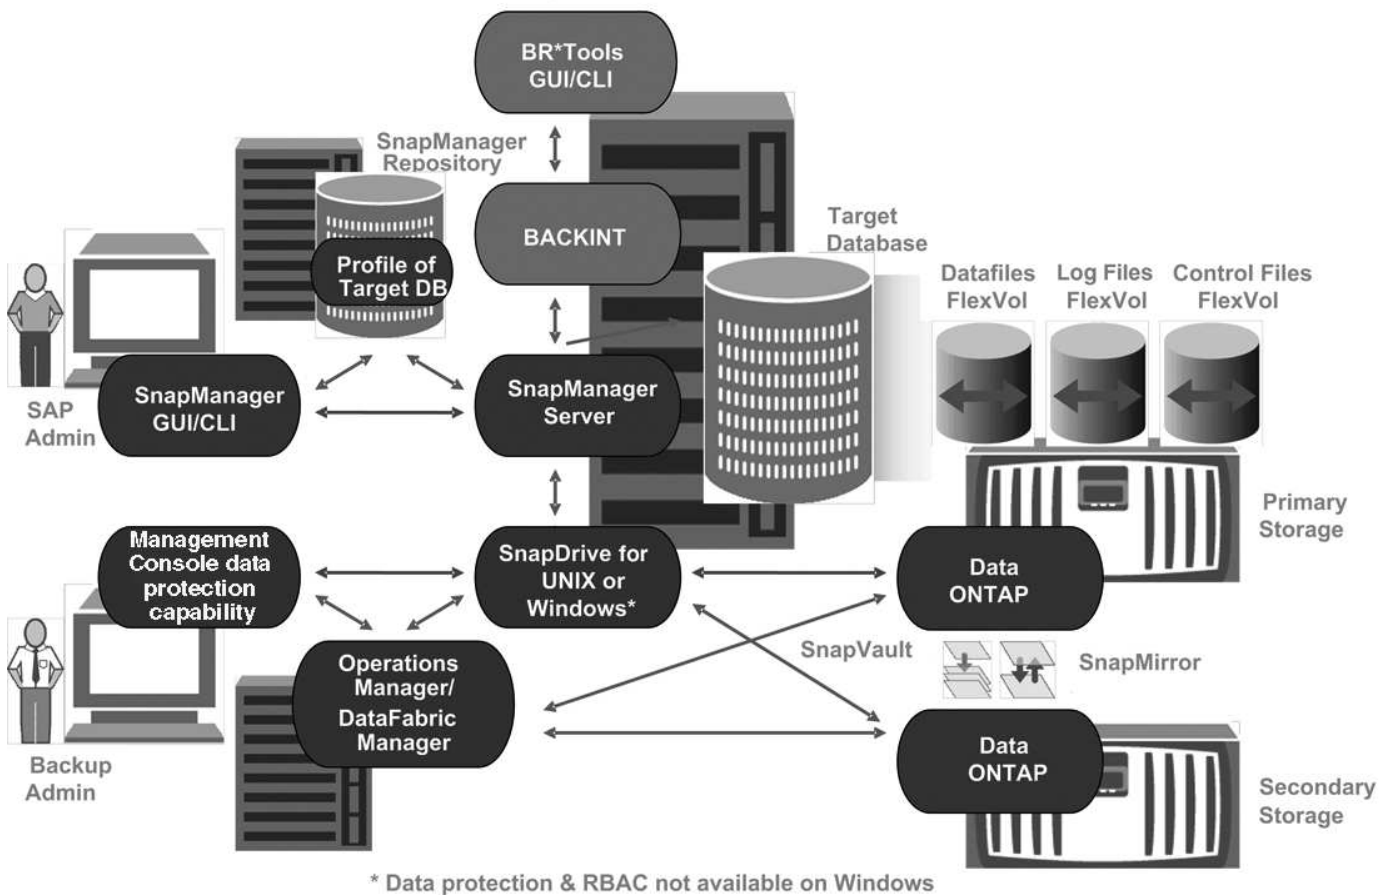 BR*Tools
GUI/CLI
SnapManager
Repository
BACKINT
Target
Database
Profile of
Target DB
Datafiles
FlexVol
Log Files
FlexVol
Control Files
FlexVol
SAP
Admin
SnapManager
GUI/CLI
SnapManager
Server
Primary
Storage
Management
Console data
protection
capability
SnapDrive for
UNIX or
Windows*
Data
ONTAP
SnapVault
SnapMirror
Operations
Manager/
DataFabric
Manager
Data
ONTAP
Backup
Admin
Secondary
Storage
* Data protection & RBAC not available on Windows